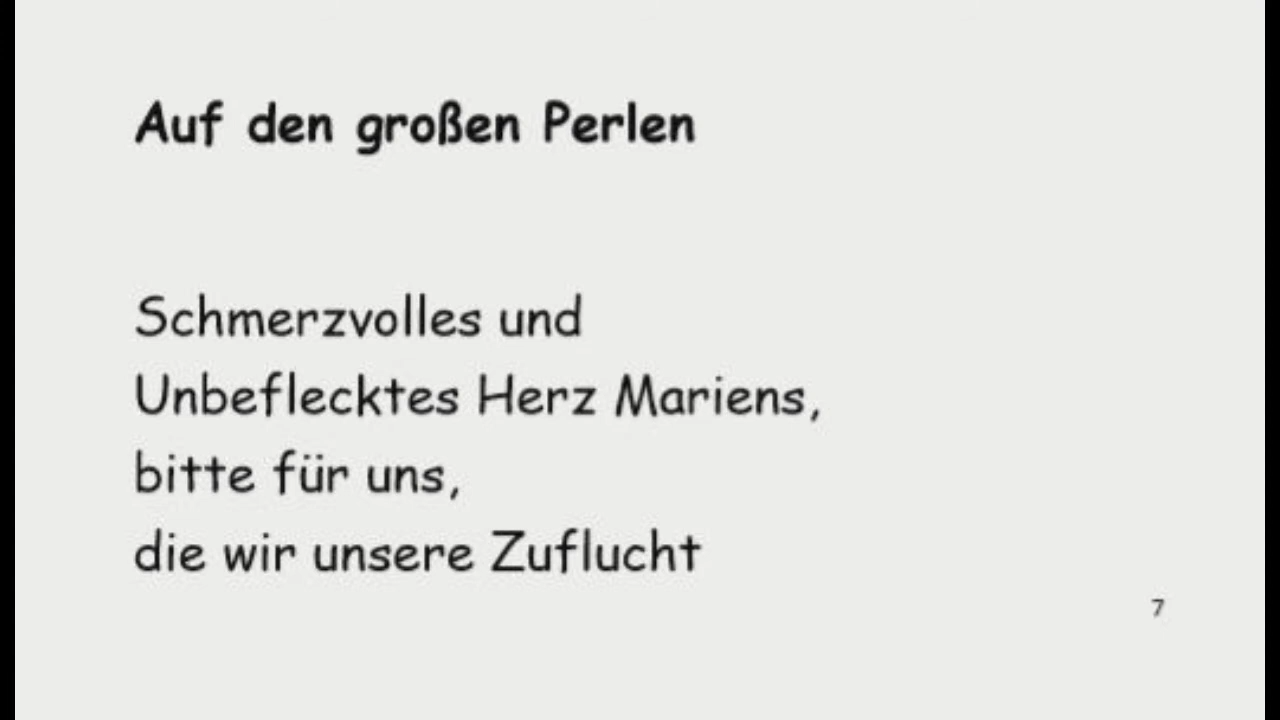 Auf den großen Perlen
Schmerzvolles und
Unbeflecktes Herz Mariens,
bitte für uns,
die wir unsere Zuflucht
7